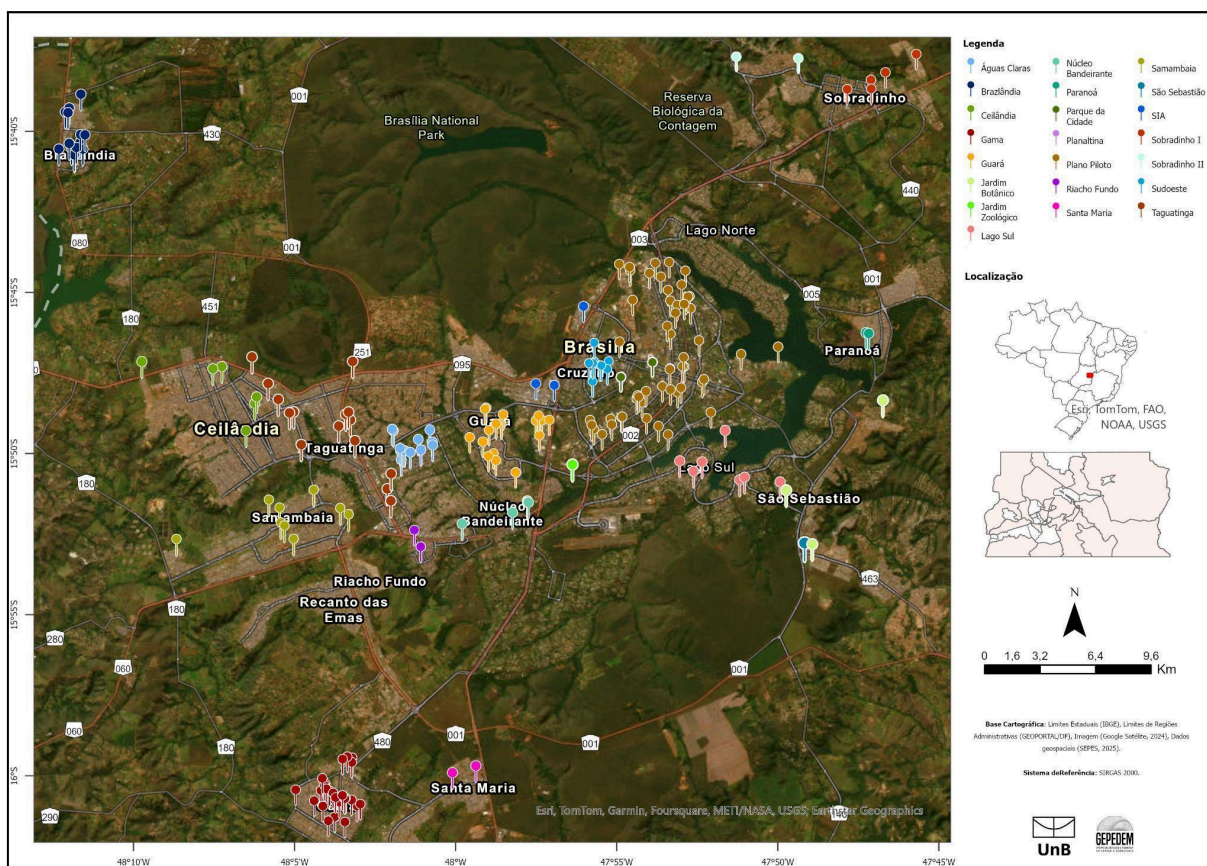 001
Reserva
Biológica da
Contagem
Brasília National
Park
Sobradinho
430
Brazlândia
440
080
001
003
Lago Norte
001
005
451
180
251
095
Brasília
Cruzeiro
Paranoá
Ceilândia
Guará
Taguatinga
002
Lago Sul
180
São Sebastião
Samambaia
Núcleo
Bandeirante
Riacho Fundo
463
Recanto das
Emas
180
280
060
001
060
180
480
001
001
Santa Maria
290
140
Esri, TomTom, Garmin, Foursquare, METI/NASA, USGS; Earthstar Geographics
15°40'S
15°45'S
15°50'S
15°55'S
16°S
48°10'W
48°5'W
48°W
47°55'W
47°50'W
47°45'W
Legenda
Águas Claras
Brazlândia
Ceilândia
Gama
Guará
Jardim
Botânico
Jardim
Zoológico
Lago Sul
Núcleo
Bandeirante
Paranoá
Parque da
Cidade
Planaltina
Plano Piloto
Riacho Fundo
Santa Maria
Samambaia
São Sebastião
SIA
Sobradinho I
Sobradinho II
Sudoeste
Taguatinga
Localização
Esri, TomTom, FAO,
NOAA, USGS
N
0 1,6 3,2 6,4 9,6
Km
Base Cartográfica: Limites Estaduais (IBGE), Limites de Regiões
Administrativas (GEOPORTAL/DF), Imagem (Google Satélite, 2024), Dados
geospaciais (SEPES, 2025).
Sistema deReferência: SIRGAS 2000.
UnB
GEPEDEM